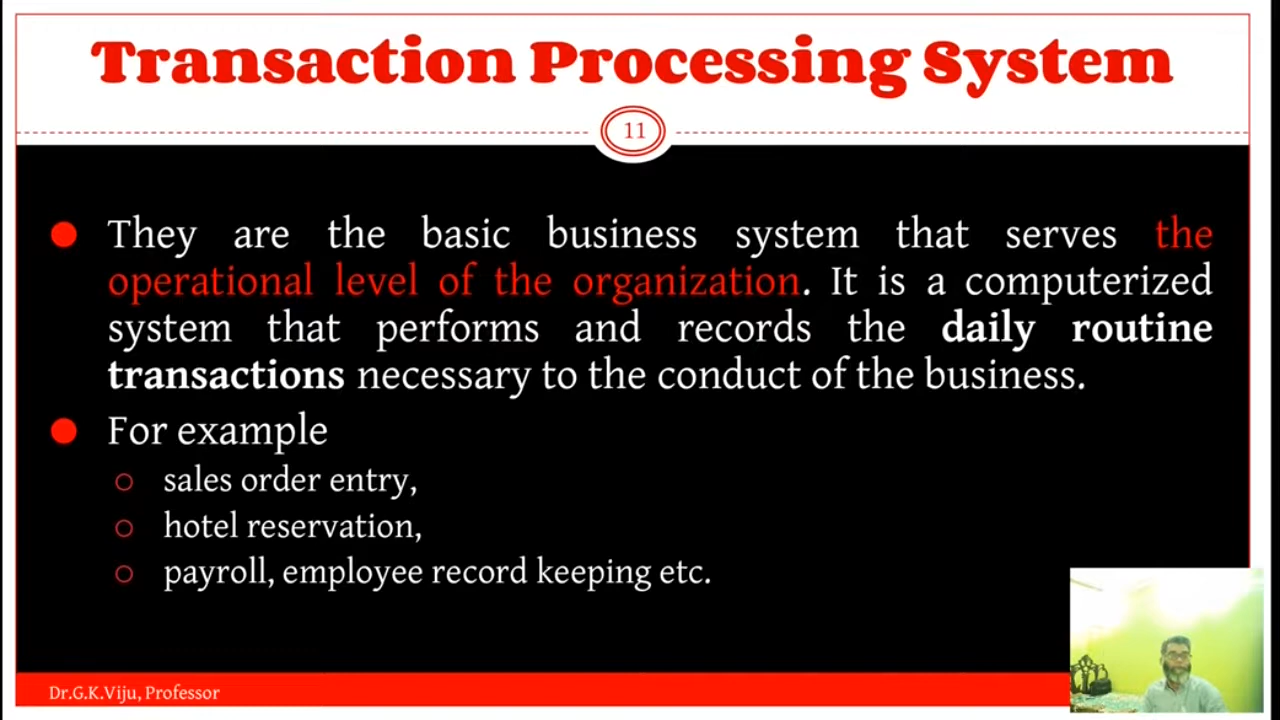 Transaction Processing System
11
They are the basic business system that serves the
operational level of the organization. It is a computerized
system that performs and records the daily routine
transactions necessary to the conduct of the business.
For example
sales order entry,
hotel reservation,
payroll, employee record keeping etc.
Dr.G.K.Viju, Professor